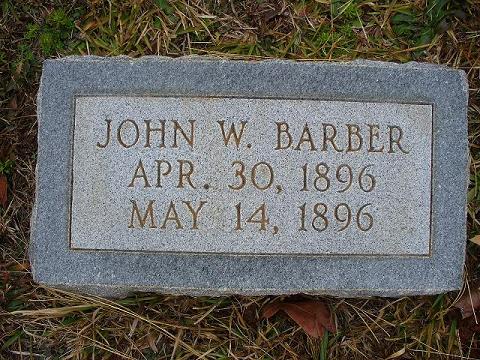 JOHN W. BARBER
APR. 30, 1896
MAY 14, 1896